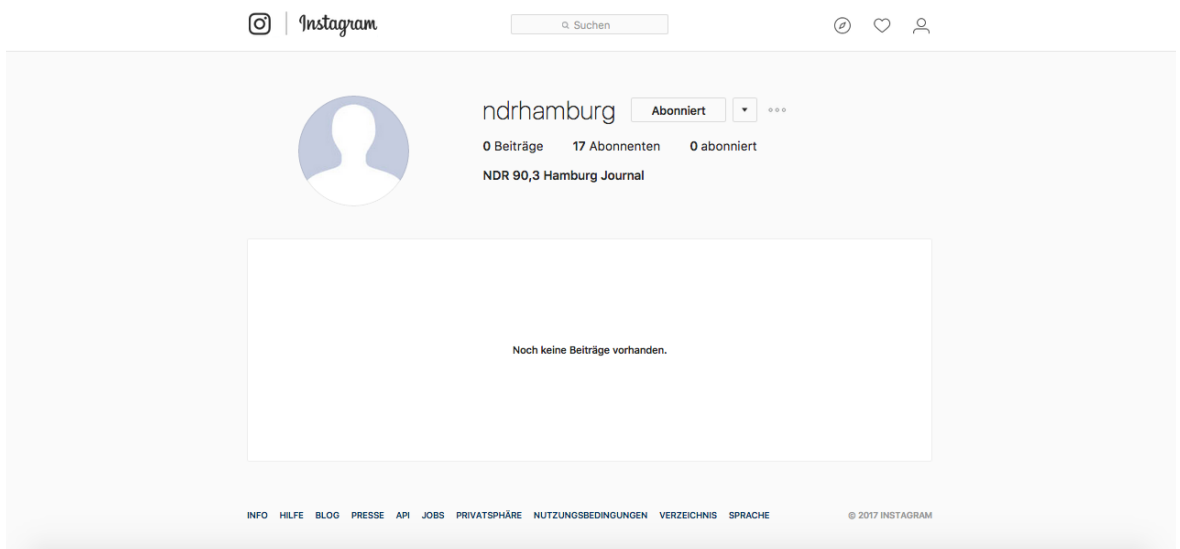 Instagram
Suchen
ndrhamburg Abonniert
0 Beiträge 17 Abonnenten 0 abonniert
NDR 90,3 Hamburg Journal
Noch keine Beiträge vorhanden.
INFO HILFE BLOG PRESSE API JOBS PRIVATSPHÄRE NUTZUNGSBEDINGUNGEN VERZEICHNIS SPRACHE © 2017 INSTAGRAM